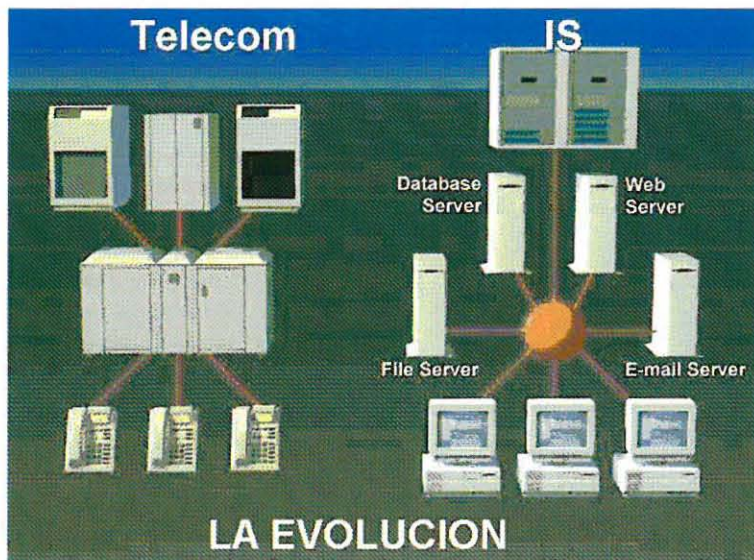 Telecom
IS
Database
Server
Web
Server
File Server
E-mail Server
LA EVOLUCION